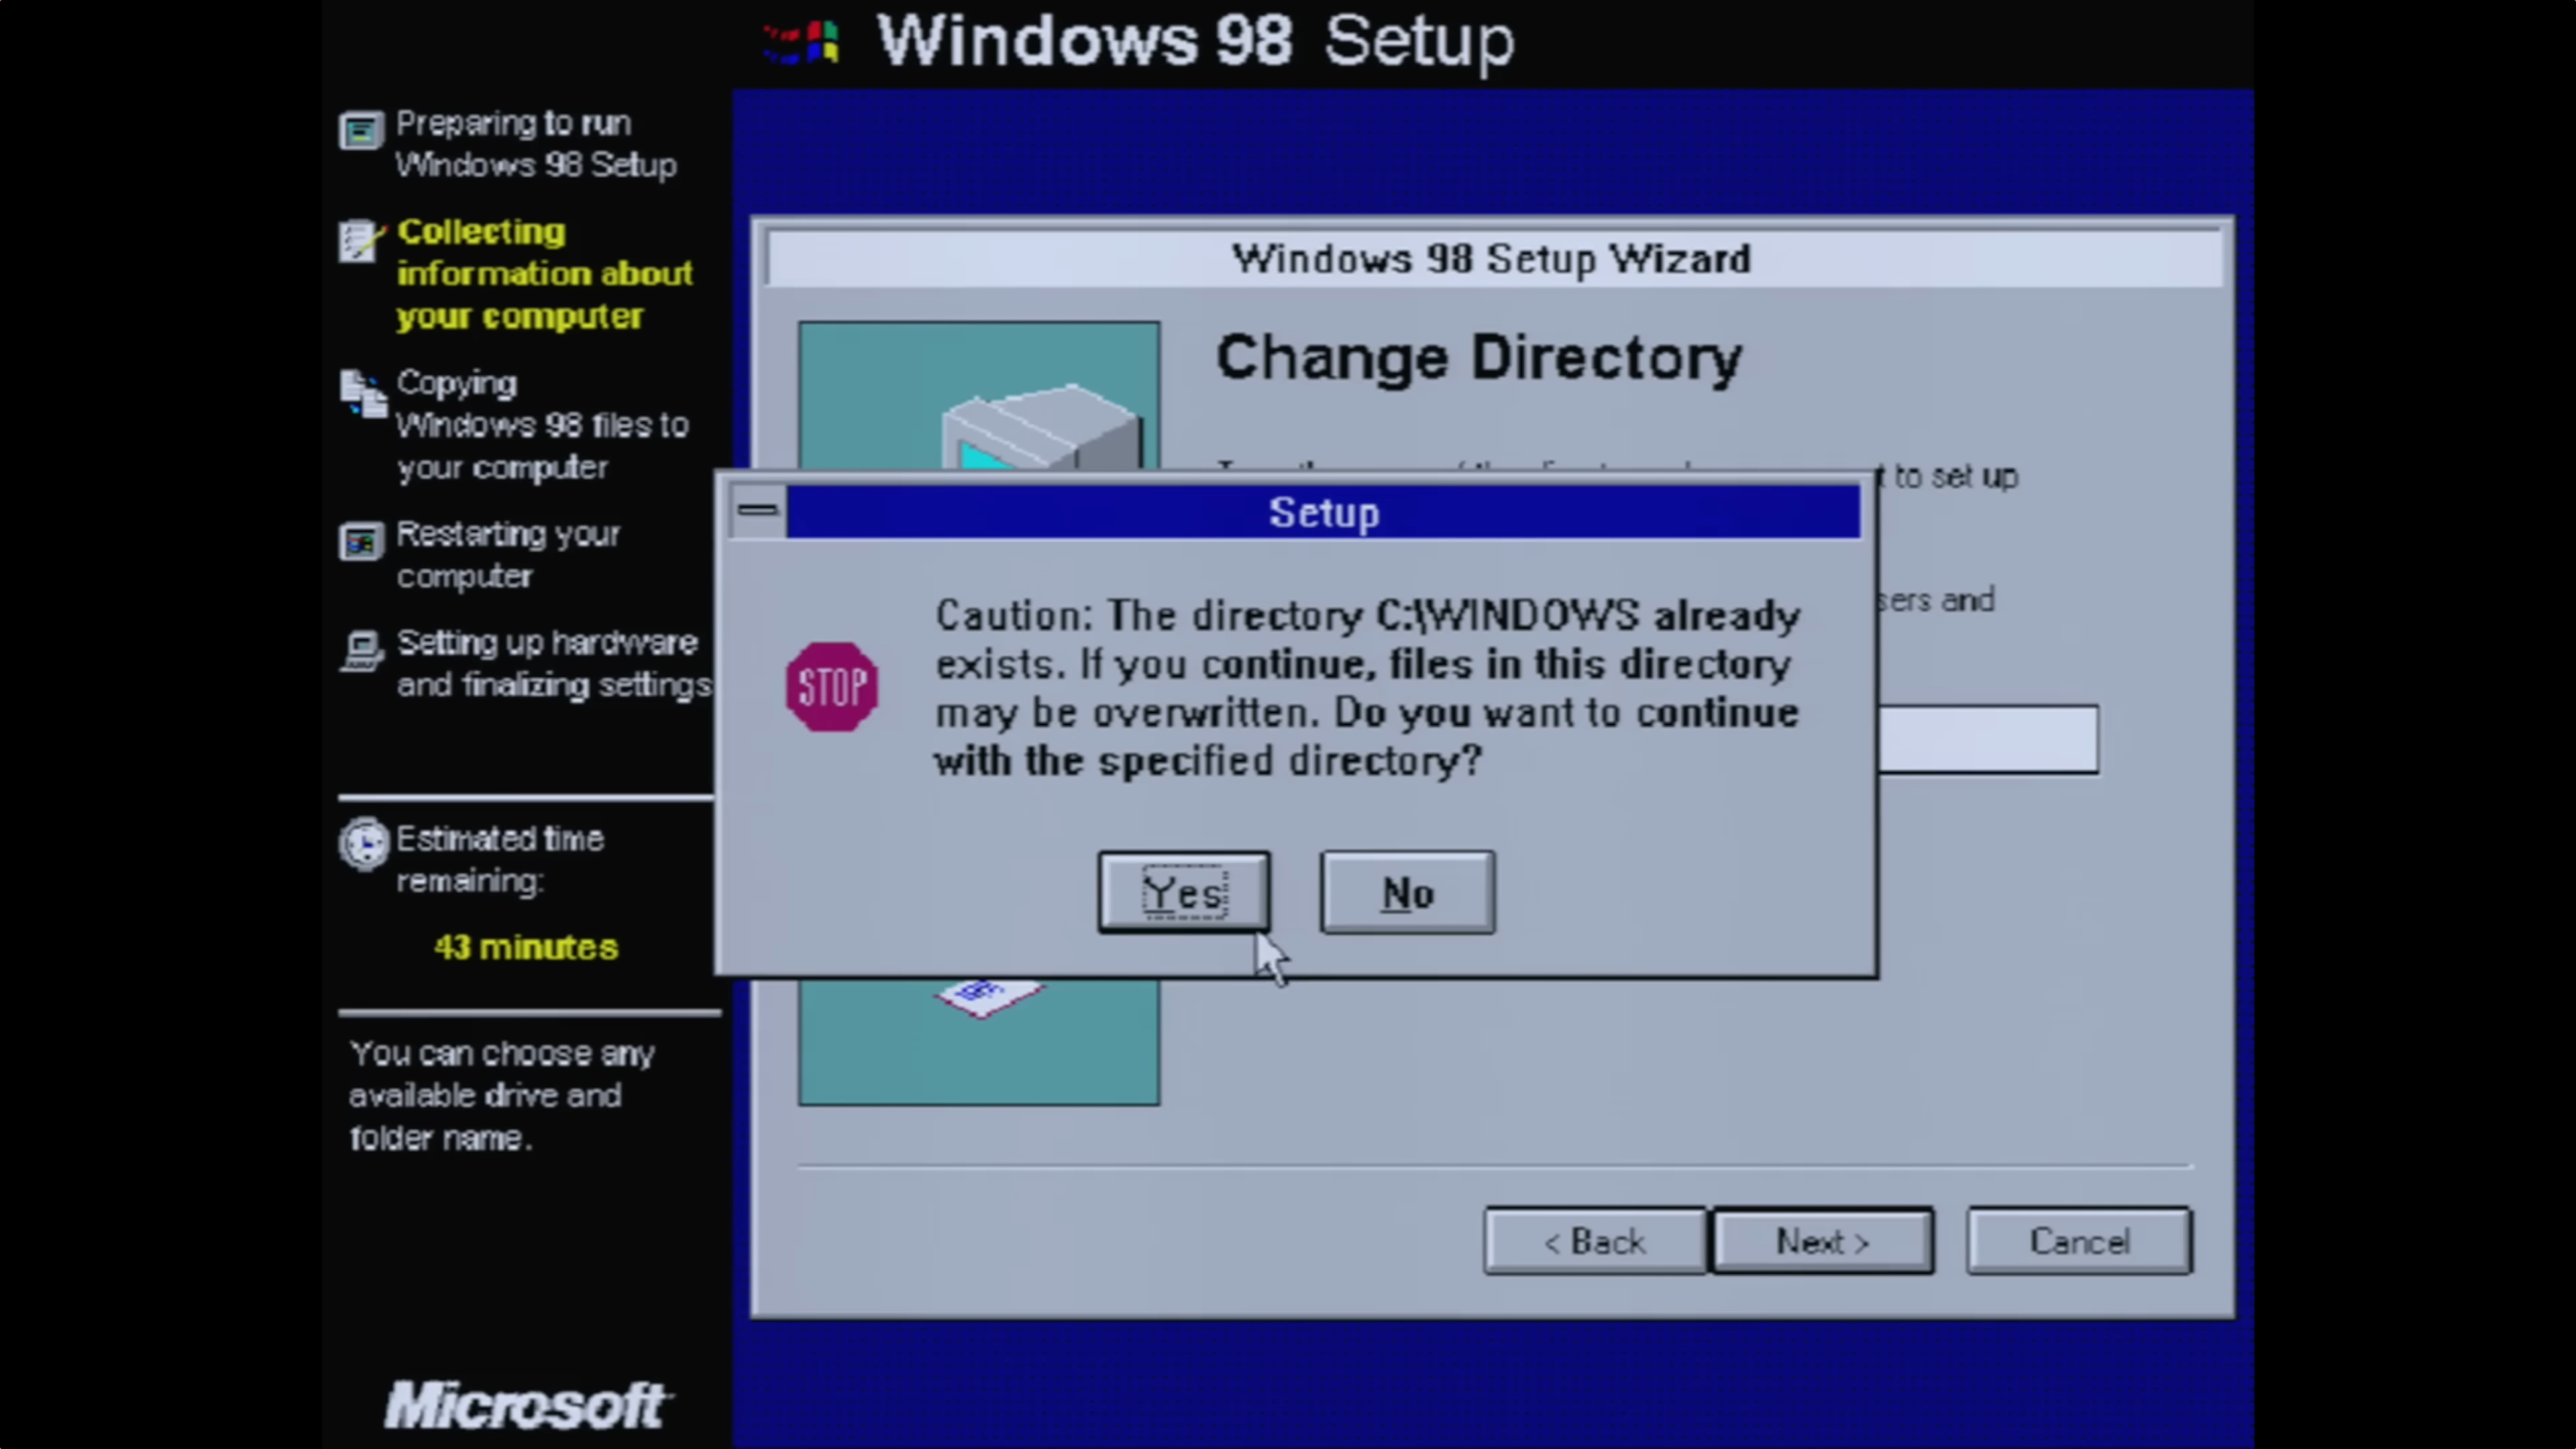 Windows 98 Setup
Preparing to run
Windows 98 Setup
Collecting
information about
your computer
Copying
Windows 98 files to
your computer
Restarting your
computer
Setting up hardware
and finalizing settings
Estimated time
remaining:
43 minutes
You can choose any
available drive and
folder name.
Microsoft
Windows 98 Setup Wizard
Change Directory
to set up
and
Setup
STOP
Caution: The directory C:\WINDOWS already
exists. If you continue, files in this directory
may be overwritten. Do you want to continue
with the specified directory?
Yes
No
< Back
Next >
Cancel